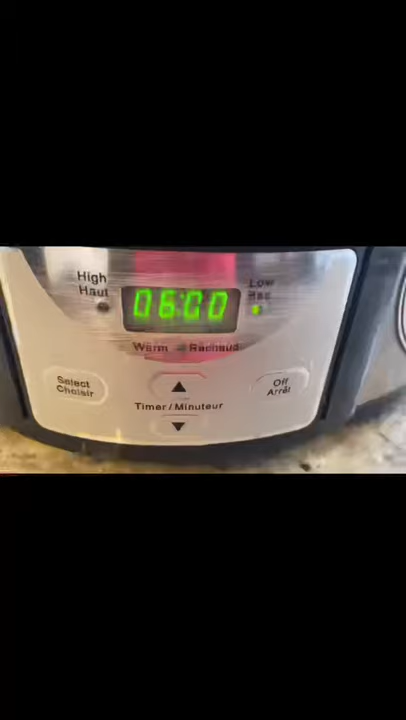 High
Haut
06:00
Low
Bas
Warm Réchaud
Select
Choisir
Timer/Minuteur
Off
Arrêt